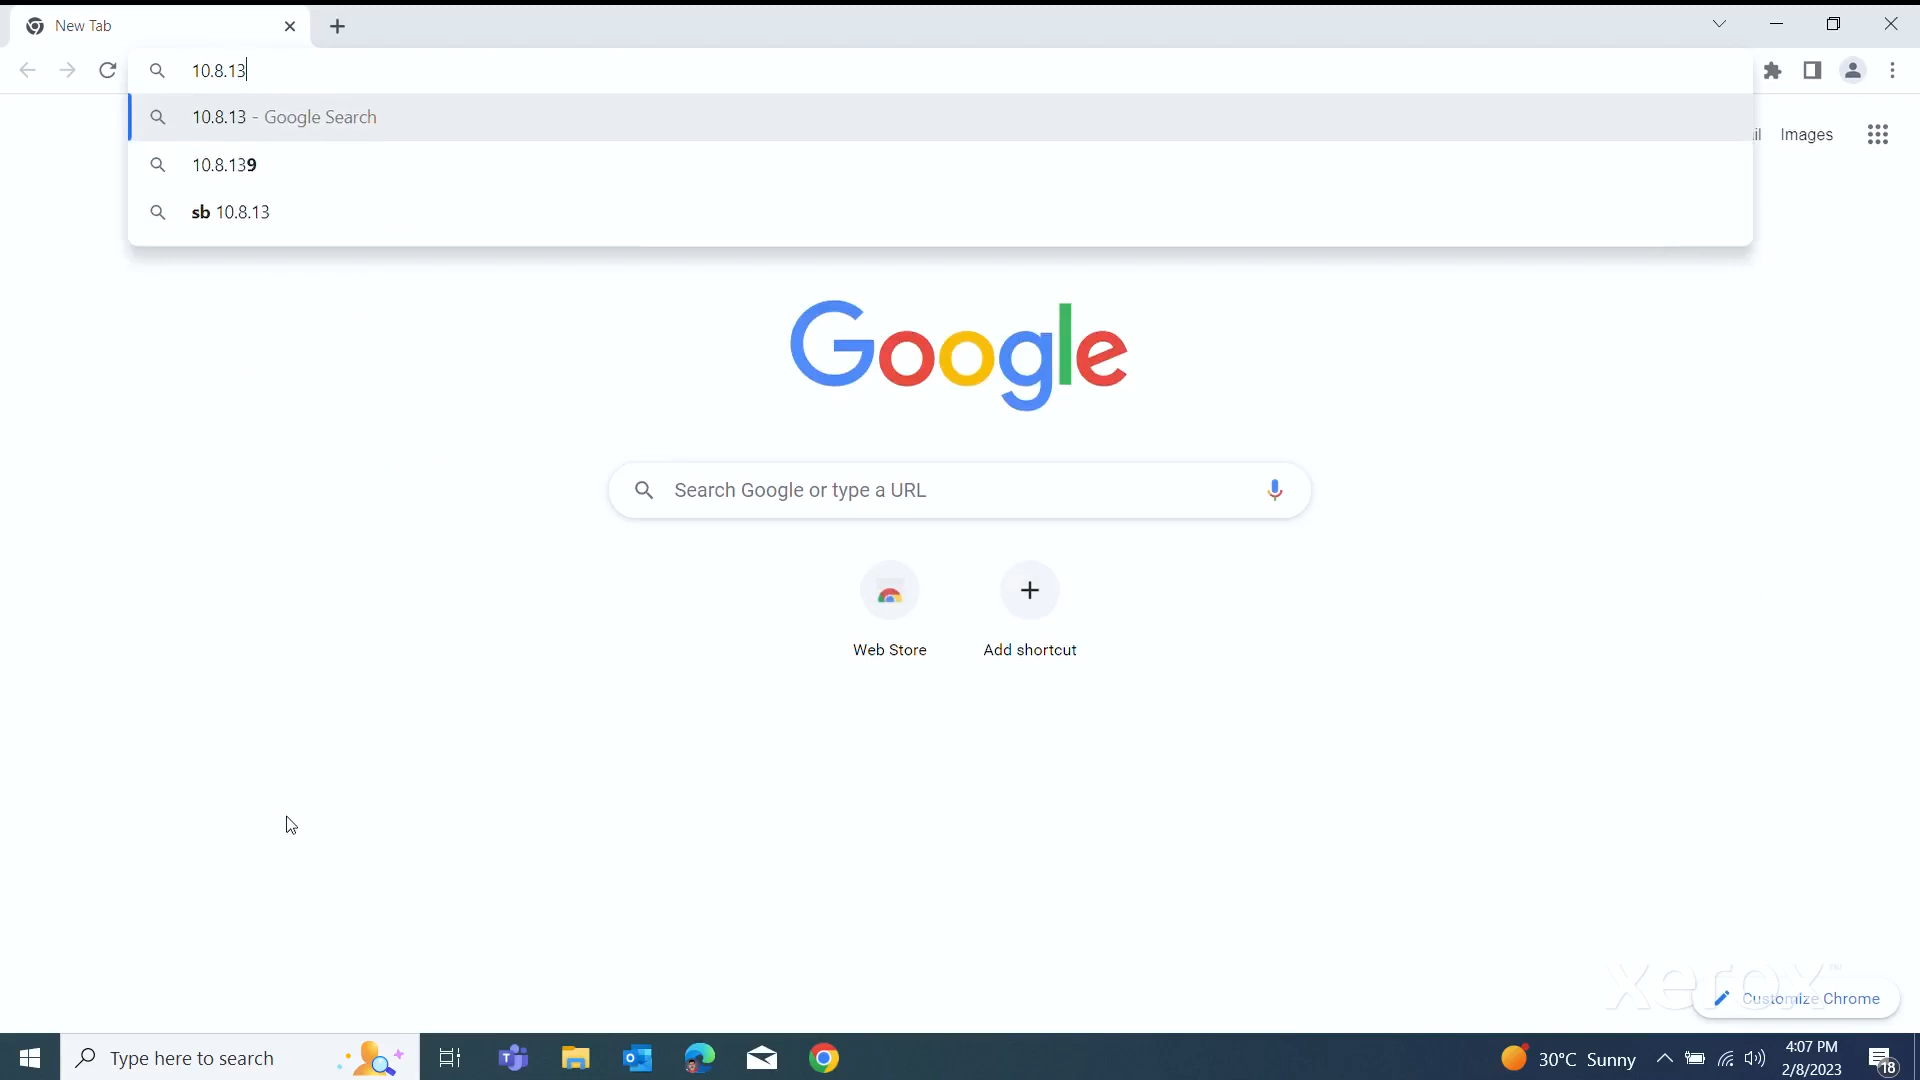 New Tab
10.8.13
10.8.13 - Google Search
10.8.139
sb 10.8.13
il Images
Google
Search Google or type a URL
Web Store
Add shortcut
xerox™
Customize Chrome
Type here to search
30°C Sunny
4:07 PM
2/8/2023
18